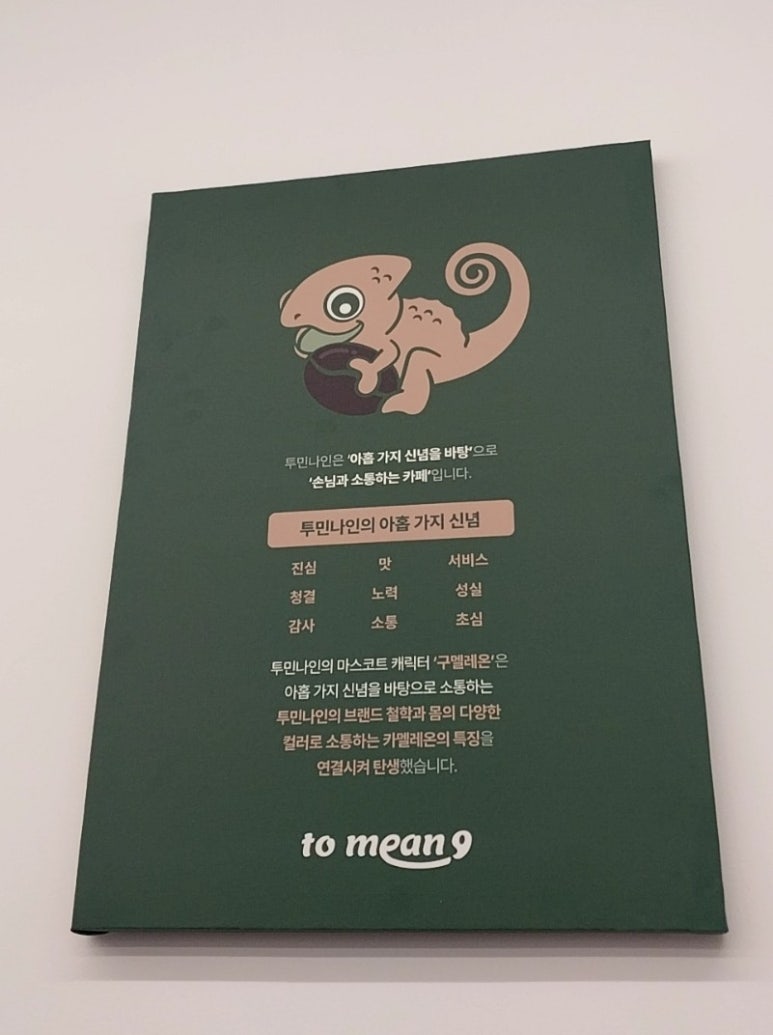 투민나인은 '아홉 가지 신념을 바탕'으로
'손님과 소통하는 카페'입니다.
투민나인의 아홉 가지 신념
진심 맛 서비스
청결 노력 성실
감사 소통 초심
투민나인의 마스코트 캐릭터 '구멜레온'은
아홉 가지 신념을 바탕으로 소통하는
투민나인의 브랜드 철학과 몸의 다양한
컬러로 소통하는 카멜레온의 특징을
연결시켜 탄생했습니다.
to mean 9